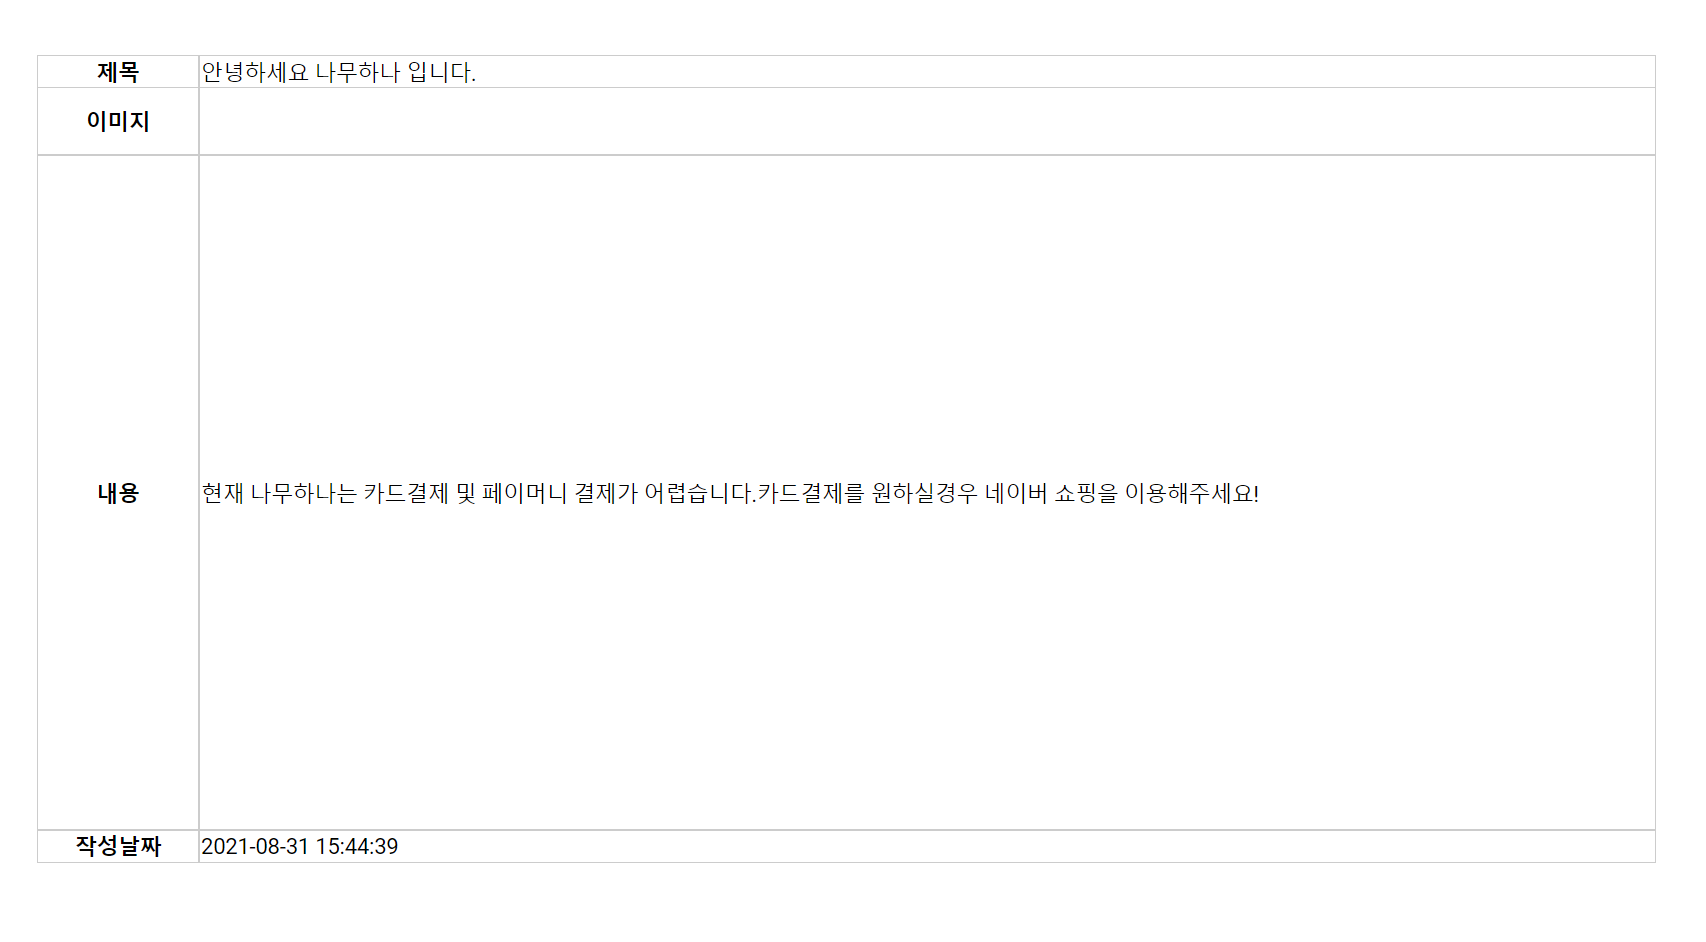 제목 안녕하세요 나무하나 입니다.
이미지
내용 현재 나무하나는 카드결제 및 페이머니 결제가 어렵습니다.카드결제를 원하실경우 네이버 쇼핑을 이용해주세요!
작성날짜 2021-08-31 15:44:39